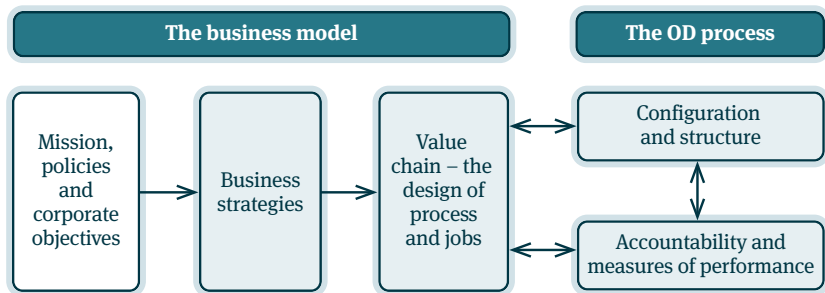 The business model
The OD process
Mission,
policies
and
corporate
objectives
Business
strategies
Value
chain – the
design of
process
and jobs
Configuration
and structure
Accountability and
measures of performance